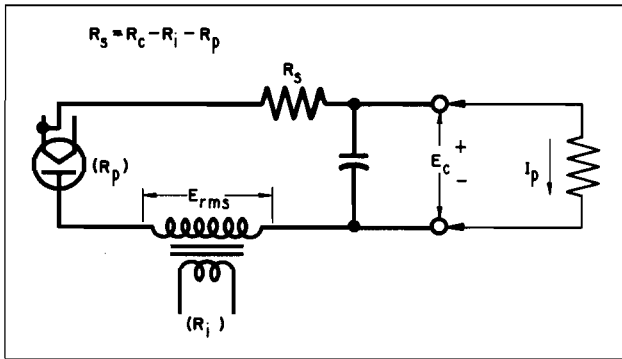 Rs = Rc - Ri - Rp
Rs
(Rp)
Erms
Ec
+
-
Ip
(Ri)